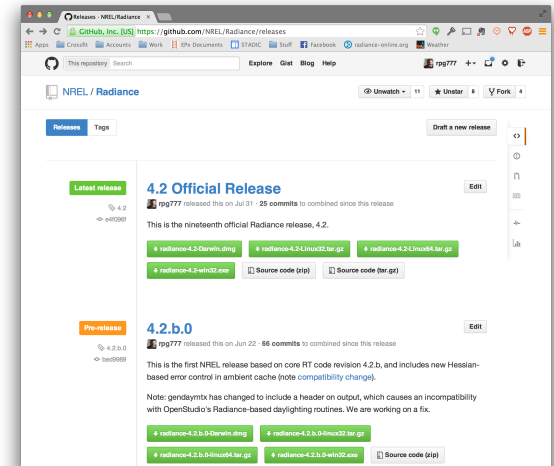 Releases · NREL/Radiance
GitHub, Inc. [US] https://github.com/NREL/Radiance/releases
Apps Crossfit Accounts Work EPx Documents STADIC Stuff Facebook radiance-online.org Weather
This repository Search Explore Gist Blog Help rpg777
NREL / Radiance Unwatch 11 Unstar 8 Fork 4
Releases Tags Draft a new release
Latest release 4.2 Official Release Edit
4.2 rpg777 released this on Jul 31 · 25 commits to combined since this release
e4f096f
This is the nineteenth official Radiance release, 4.2.
radiance-4.2-Darwin.dmg radiance-4.2-Linux32.tar.gz radiance-4.2-Linux64.tar.gz
radiance-4.2-win32.exe Source code (zip) Source code (tar.gz)
Pre-release 4.2.b.0 Edit
4.2.b.0 rpg777 released this on Jun 22 · 66 commits to combined since this release
bed9989
This is the first NREL release based on core RT code revision 4.2.b, and includes new Hessian-
based error control in ambient cache (note compatibility change).
Note: gendaymtx has changed to include a header on output, which causes an incompatibility
with OpenStudio's Radiance-based daylighting routines. We are working on a fix.
radiance-4.2.b.0-Darwin.dmg radiance-4.2.b.0-linux32.tar.gz
radiance-4.2.b.0-linux64.tar.gz radiance-4.2.b.0-win32.exe Source code (zip)